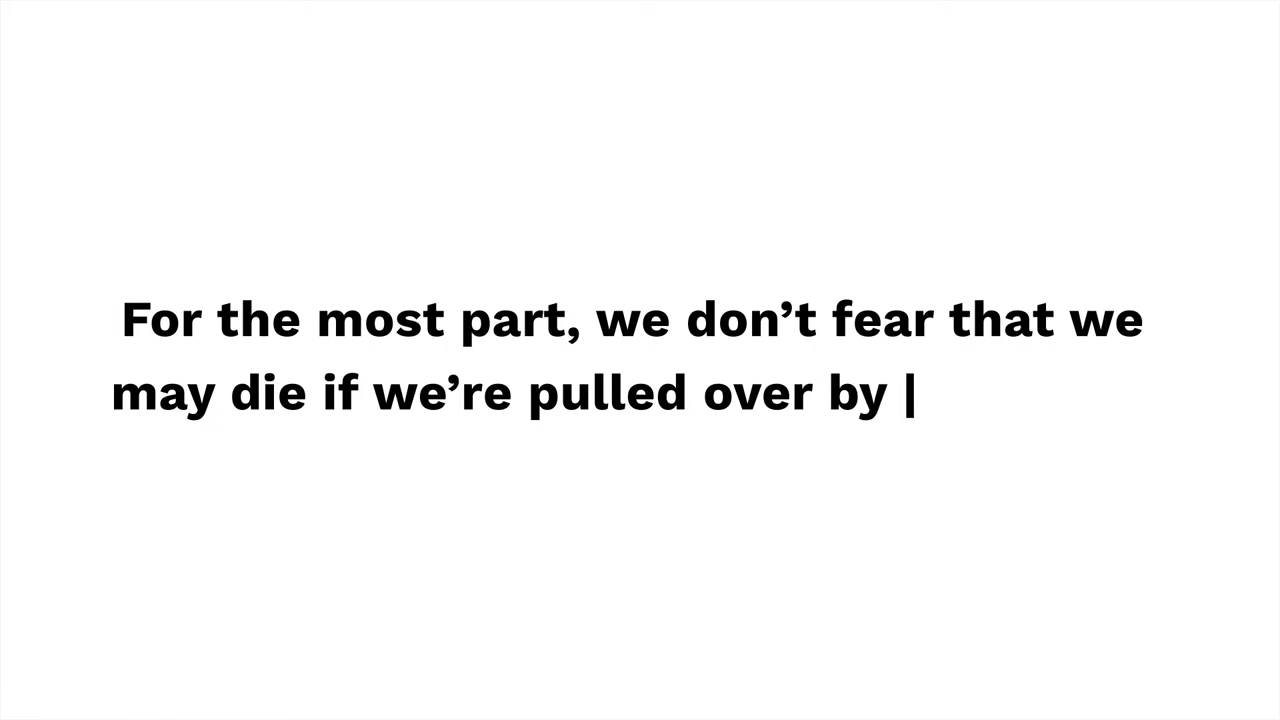 For the most part, we don’t fear that we
may die if we’re pulled over by |